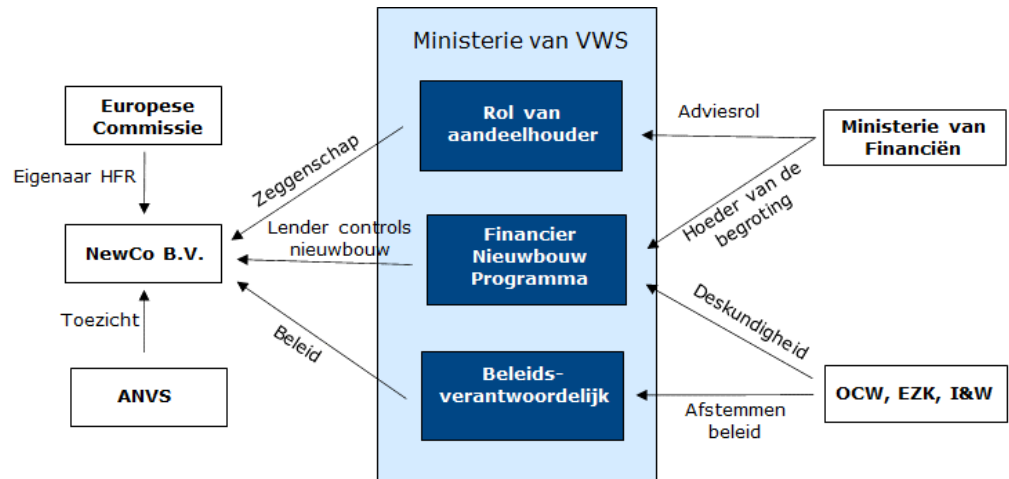 Ministerie van VWS
Europese
Commissie
Eigenaar HFR
NewCo B.V.
Toezicht
ANVS
Zeggenschap
Lender controls
nieuwbouw
Beleid
Rol van
aandeelhouder
Financier
Nieuwbouw
Programma
Beleids-
verantwoordelijk
Adviesrol
Hoeder van de
begroting
Deskundigheid
Afstemmen
beleid
Ministerie van
Financiën
OCW, EZK, I&W